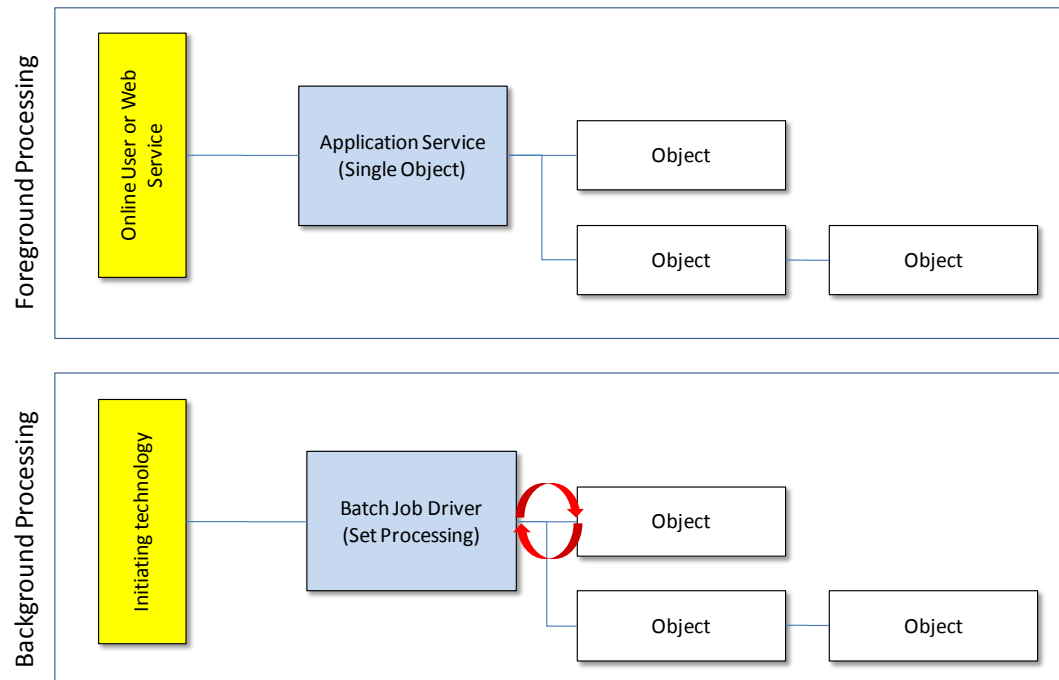 Foreground Processing
Online User or Web
Service
Application Service
(Single Object)
Object
Object
Object
Background Processing
Initiating technology
Batch Job Driver
(Set Processing)
Object
Object
Object